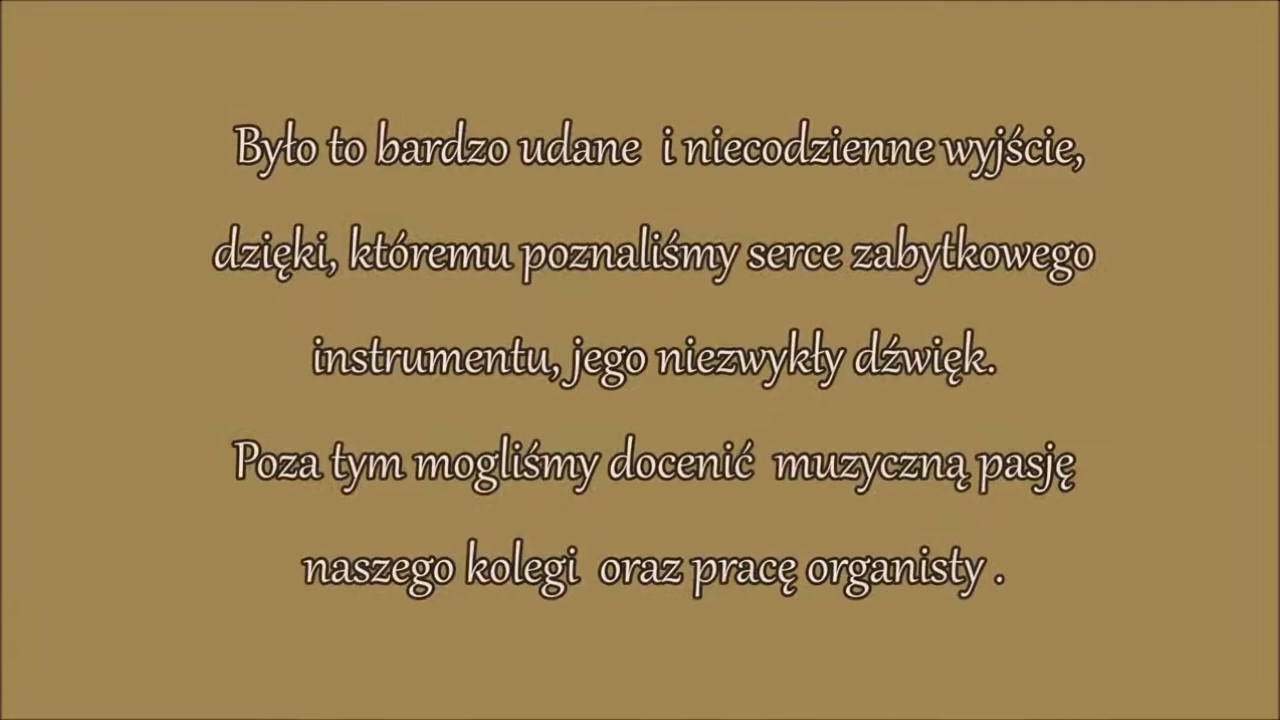 Było to bardzo udane i niecodzienne wyjście,
dzięki, któremu poznaliśmy serce zabytkowego
instrumentu, jego niezwykły dźwięk.
Poza tym mogliśmy docenić muzyczną pasję
naszego kolegi oraz pracę organisty .